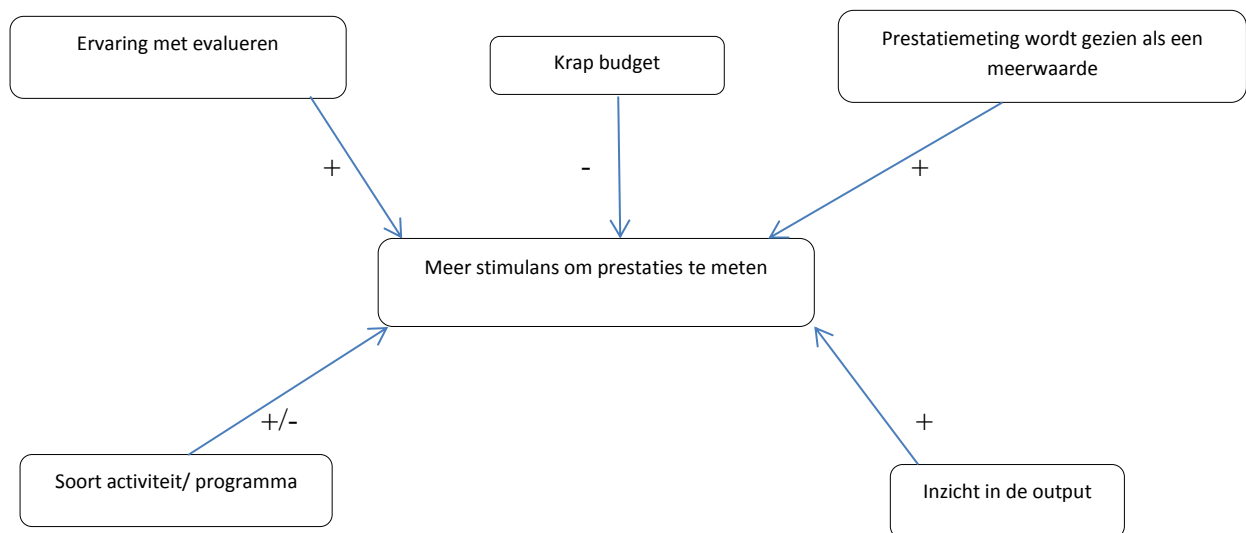 Ervaring met evalueren
Krap budget
Prestatiemeting wordt gezien als een
meerwaarde
+
-
+
Meer stimulans om prestaties te meten
+/-
+
Soort activiteit/ programma
Inzicht in de output